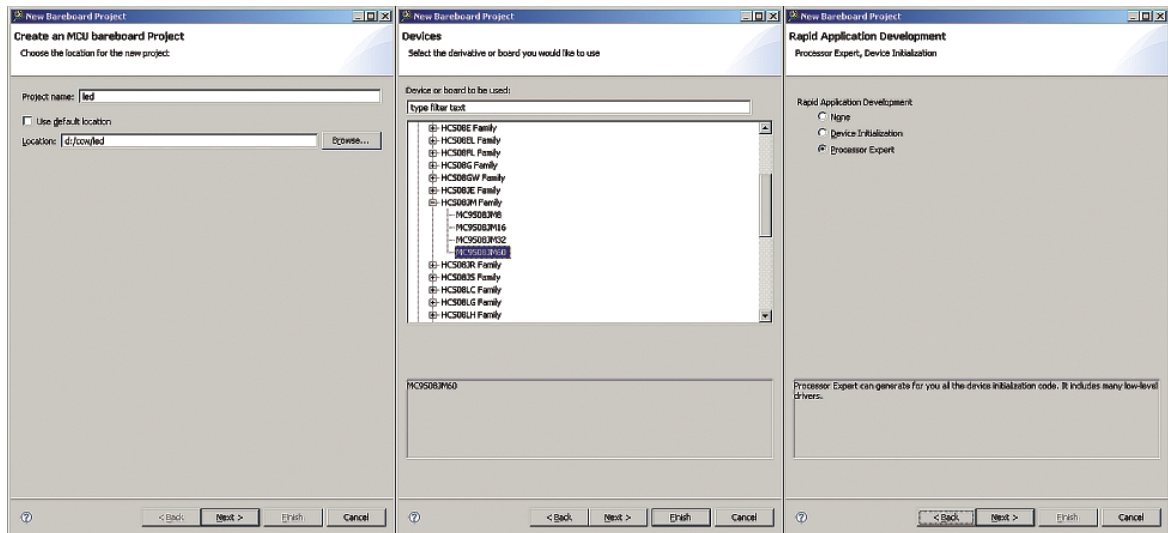 New Bareboard Project
Create an MCU bareboard Project
Choose the location for the new project
Project name: led
Use default location
Location: d:/cow/led
Browse...
< Back
Next >
Finish
Cancel
New Bareboard Project
Devices
Select the derivative or board you would like to use
Device or board to be used:
type filter text
HCS08E Family
HCS08EL Family
HCS08FL Family
HCS08G Family
HCS08GW Family
HCS08JE Family
HCS08JM Family
MC9S08JM8
MC9S08JM16
MC9S08JM32
MC9S08JM60
HCS08JR Family
HCS08JS Family
HCS08LC Family
HCS08LG Family
HCS08LH Family
MC9S08JM60
< Back
Next >
Finish
Cancel
New Bareboard Project
Rapid Application Development
Processor Expert, Device Initialization
Rapid Application Development
None
Device Initialization
Processor Expert
Processor Expert can generate for you all the device initialization code. It includes many low-level
drivers.
< Back
Next >
Finish
Cancel